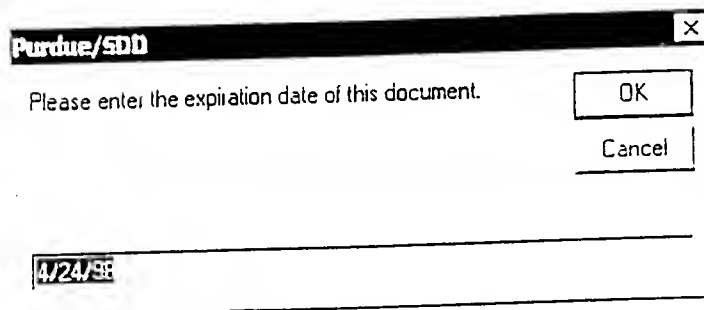 Purdue/SDD
Please enter the expiration date of this document.
OK
Cancel
4/24/98